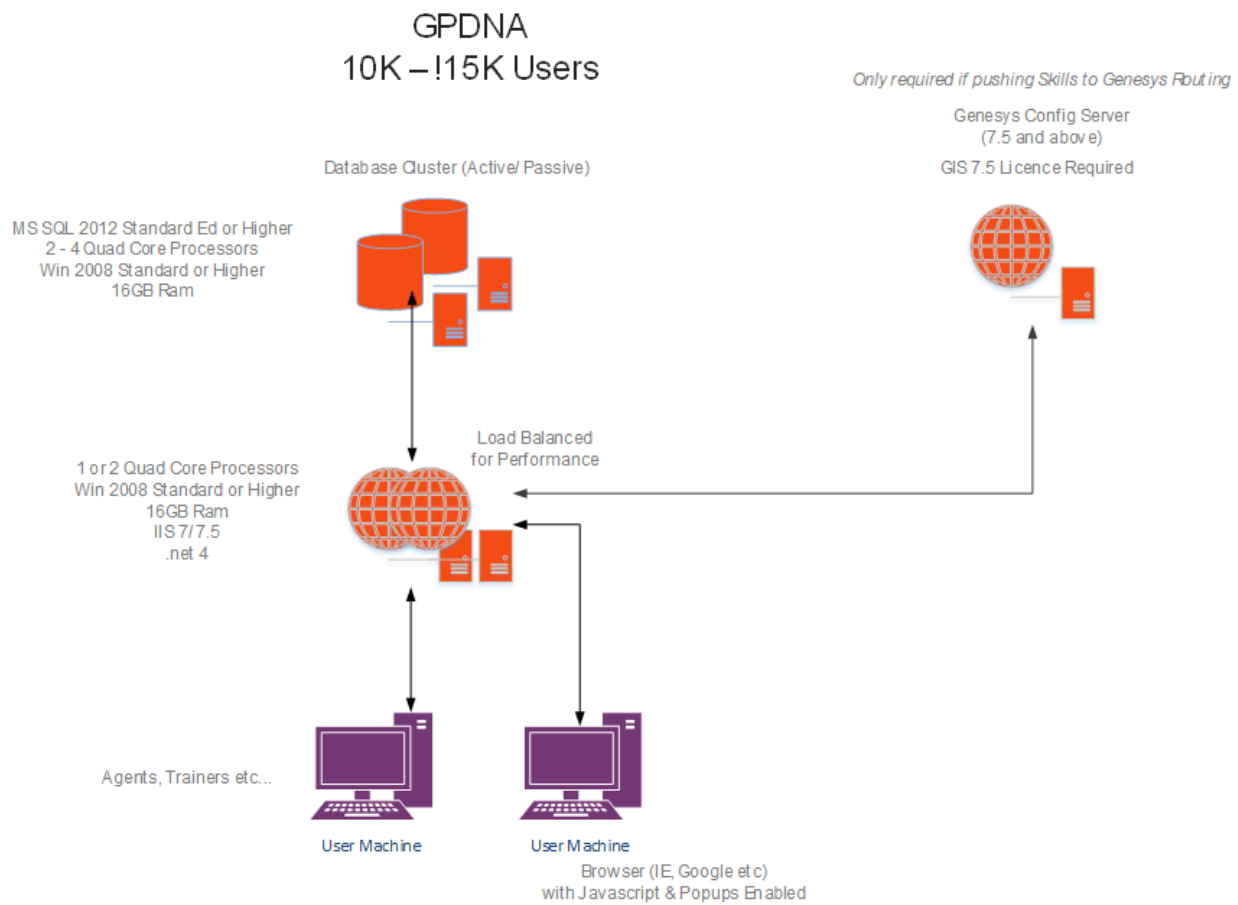 GPDNA
10K – !15K Users
Only required if pushing Skills to Genesys Routing
Genesys Config Server
(7.5 and above)
GIS 7.5 Licence Required
Database Cluster (Active/ Passive)
MS SQL 2012 Standard Ed or Higher
2 - 4 Quad Core Processors
Win 2008 Standard or Higher
16GB Ram
Load Balanced
for Performance
1 or 2 Quad Core Processors
Win 2008 Standard or Higher
16GB Ram
IIS 7/ 7.5
.net 4
Agents, Trainers etc...
User Machine
User Machine
Browser (IE, Google etc)
with Javascript & Popups Enabled